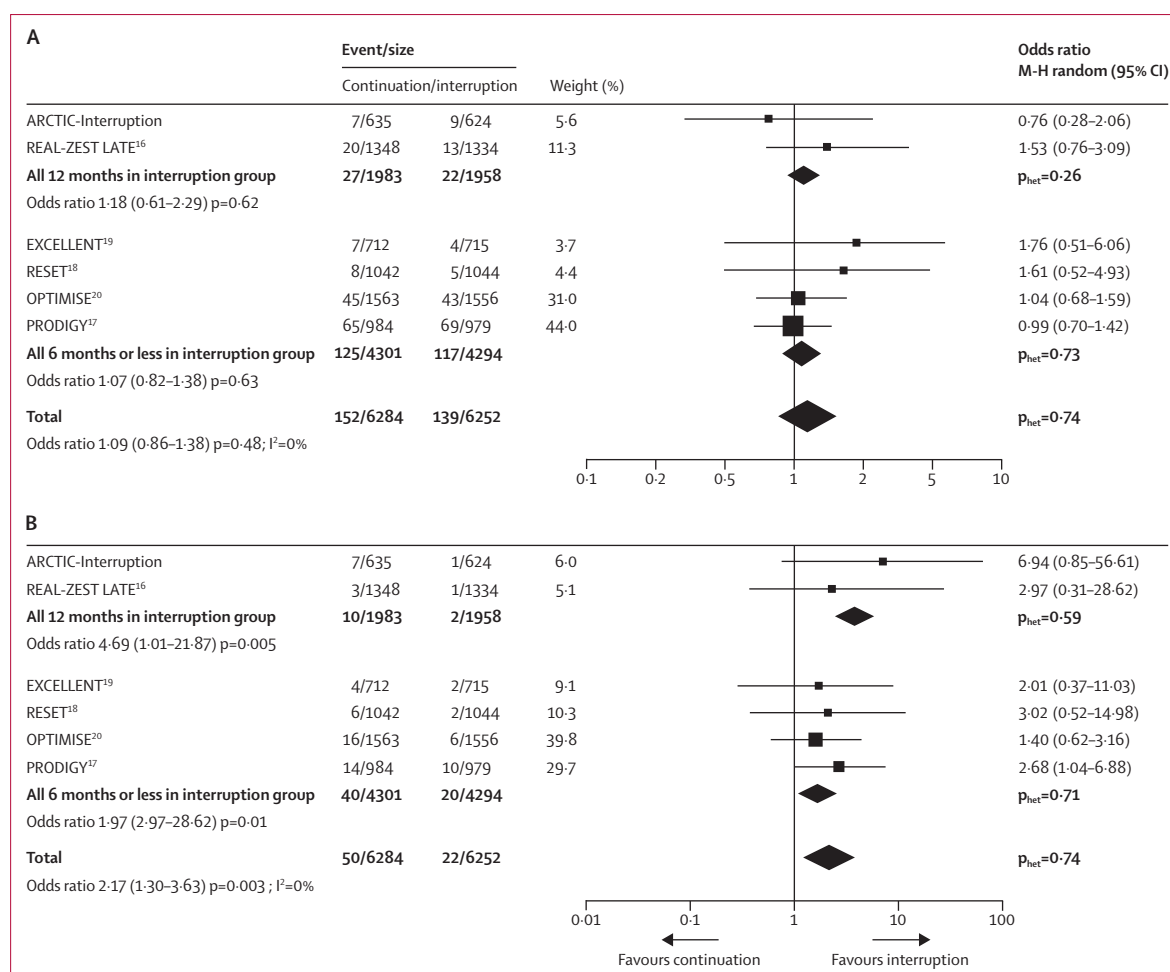 A
Event/size Odds ratio
M-H random (95% CI)
Continuation/interruption Weight (%)
ARCTIC-Interruption 7/635 9/624 5·6 0·76 (0·28–2·06)
REAL-ZEST LATE16 20/1348 13/1334 11·3 1·53 (0·76–3·09)
All 12 months in interruption group 27/1983 22/1958 phet=0·26
Odds ratio 1·18 (0·61–2·29) p=0·62
EXCELLENT19 7/712 4/715 3·7 1·76 (0·51–6·06)
RESET18 8/1042 5/1044 4·4 1·61 (0·52–4·93)
OPTIMISE20 45/1563 43/1556 31·0 1·04 (0·68–1·59)
PRODIGY17 65/984 69/979 44·0 0·99 (0·70–1·42)
All 6 months or less in interruption group 125/4301 117/4294 phet=0·73
Odds ratio 1·07 (0·82–1·38) p=0·63
Total 152/6284 139/6252 phet=0·74
Odds ratio 1·09 (0·86–1·38) p=0·48; I2=0%
0·1 0·2 0·5 1 2 5 10
B
ARCTIC-Interruption 7/635 1/624 6·0 6·94 (0·85–56·61)
REAL-ZEST LATE16 3/1348 1/1334 5·1 2·97 (0·31–28·62)
All 12 months in interruption group 10/1983 2/1958 phet=0·59
Odds ratio 4·69 (1·01–21·87) p=0·005
EXCELLENT19 4/712 2/715 9·1 2·01 (0·37–11·03)
RESET18 6/1042 2/1044 10·3 3·02 (0·52–14·98)
OPTIMISE20 16/1563 6/1556 39·8 1·40 (0·62–3·16)
PRODIGY17 14/984 10/979 29·7 2·68 (1·04–6·88)
All 6 months or less in interruption group 40/4301 20/4294 phet=0·71
Odds ratio 1·97 (2·97–28·62) p=0·01
Total 50/6284 22/6252 phet=0·74
Odds ratio 2·17 (1·30–3·63) p=0·003 ; I2=0%
0·01 0·1 1 10 100
Favours continuation Favours interruption